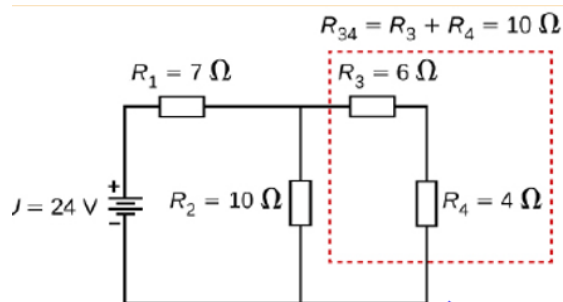 R₃₄ = R₃ + R₄ = 10 Ω
R₁ = 7 Ω
R₃ = 6 Ω
+
= 24 V
-
R₂ = 10 Ω
R₄ = 4 Ω